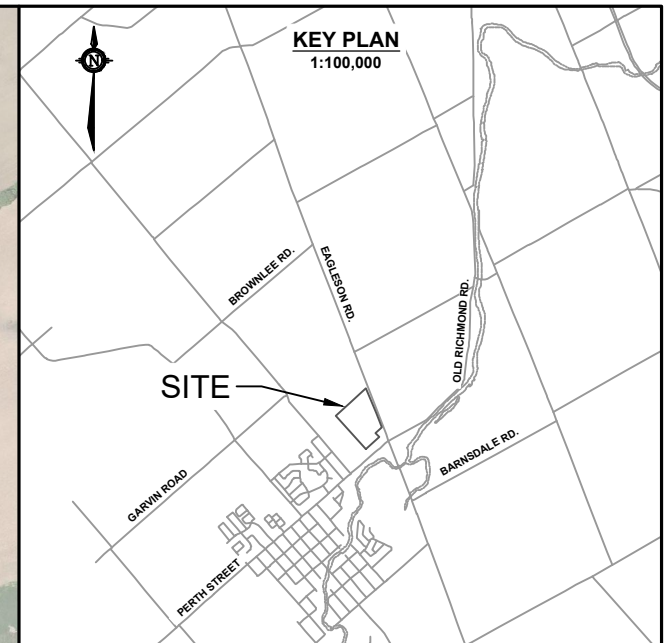 KEY PLAN
1:100,000
N
BROWNLEE RD.
EAGLESON RD.
OLD RICHMOND RD.
SITE
BARNSDALE RD.
GARVIN ROAD
PERTH STREET